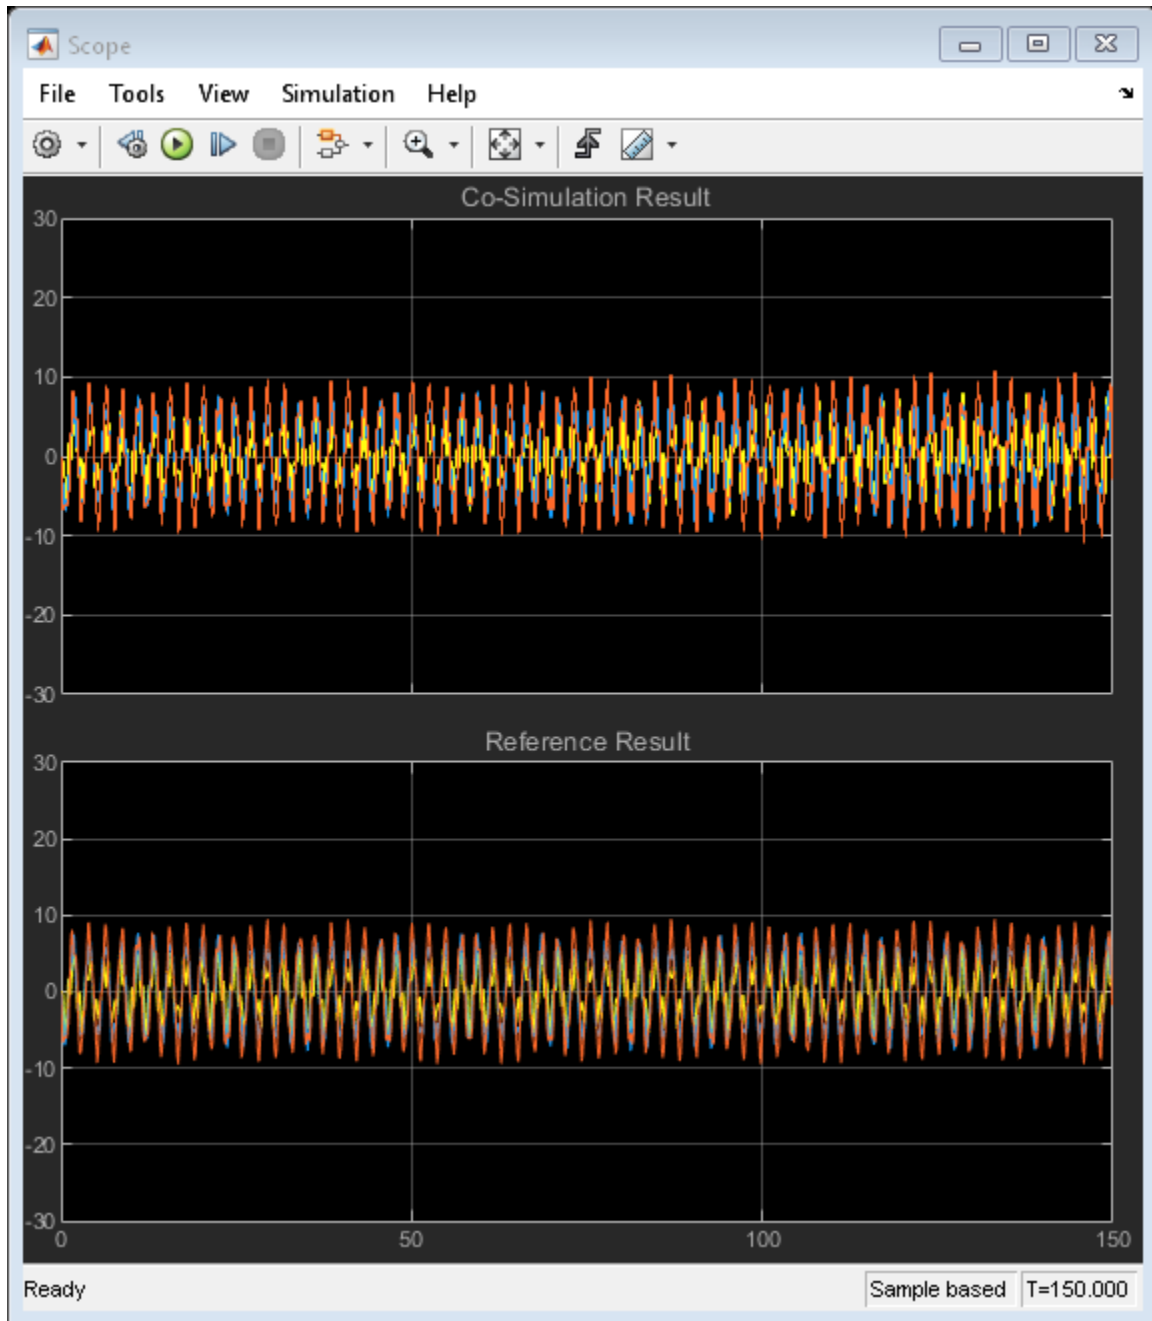 Scope
File Tools View Simulation Help
Co-Simulation Result
30
20
10
0
-10
-20
-30
Reference Result
30
20
10
0
-10
-20
-30
0 50 100 150
Ready Sample based T=150.000